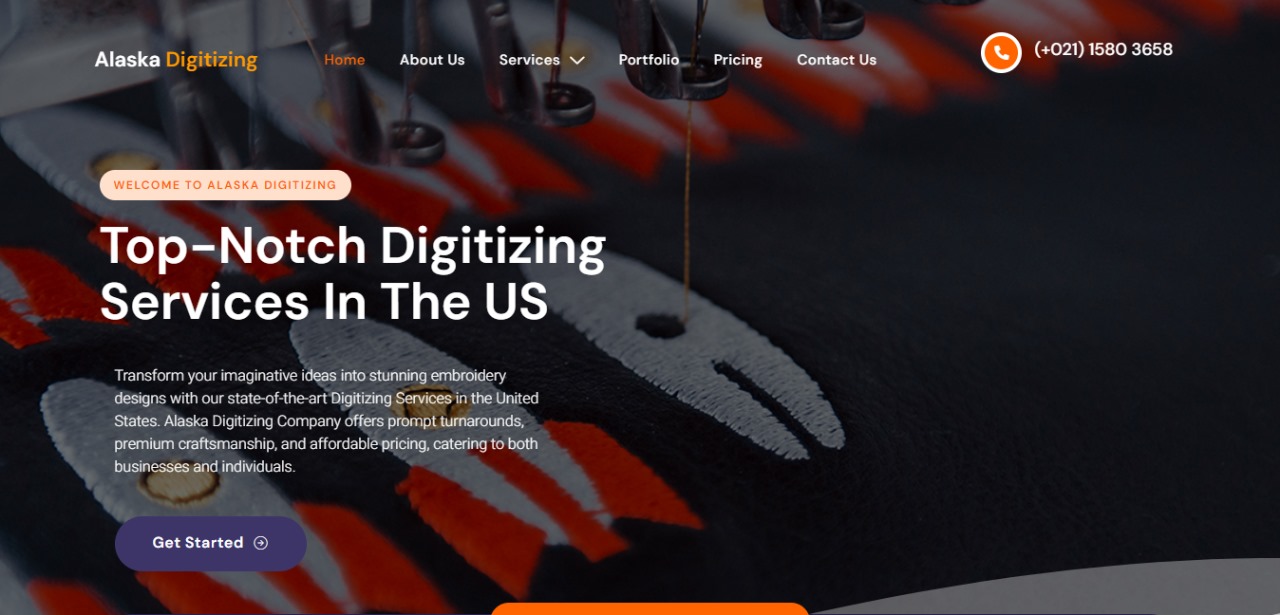 Alaska Digitizing
Home
About Us
Services
Portfolio
Pricing
Contact Us
(+021) 1580 3658
WELCOME TO ALASKA DIGITIZING
Top-Notch Digitizing
Services In The US
Transform your imaginative ideas into stunning embroidery
designs with our state-of-the-art Digitizing Services in the United
States. Alaska Digitizing Company offers prompt turnarounds,
premium craftsmanship, and affordable pricing, catering to both
businesses and individuals.
Get Started